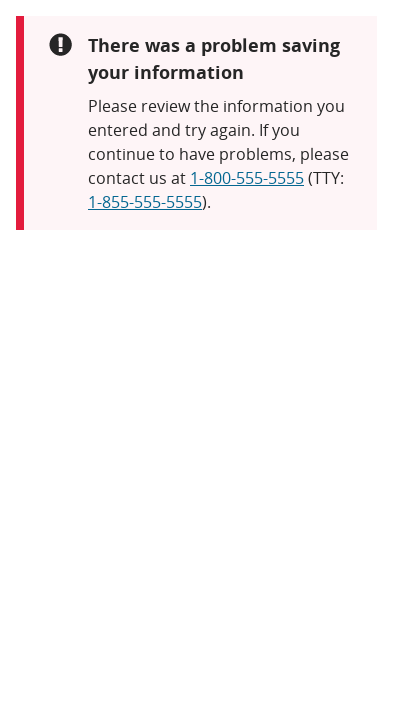 There was a problem saving
your information
Please review the information you
entered and try again. If you
continue to have problems, please
contact us at 1-800-555-5555 (TTY:
1-855-555-5555).